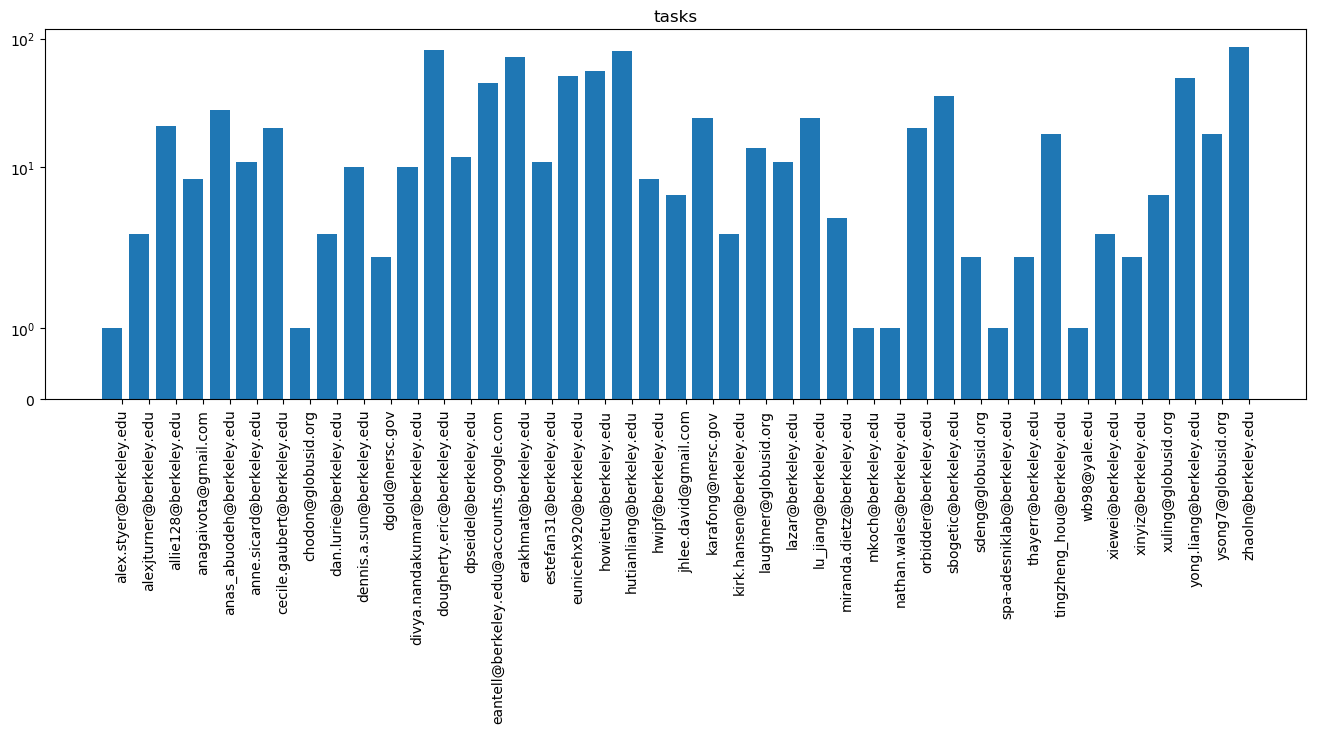 tasks
10²
10¹
10⁰
0
alex.styer@berkeley.edu
alexjturner@berkeley.edu
allie128@berkeley.edu
anagaivota@gmail.com
anas_abuodeh@berkeley.edu
anne.sicard@berkeley.edu
cecile.gaubert@berkeley.edu
chodon@globusid.org
dan.lurie@berkeley.edu
dennis.a.sun@berkeley.edu
dgold@nersc.gov
divya.nandakumar@berkeley.edu
dougherty.eric@berkeley.edu
dpseidel@berkeley.edu
eantell@berkeley.edu@accounts.google.com
erakhmat@berkeley.edu
estefan31@berkeley.edu
eunicehx920@berkeley.edu
howietu@berkeley.edu
hutianliang@berkeley.edu
hwipf@berkeley.edu
jhlee.david@gmail.com
karafong@nersc.gov
kirk.hansen@berkeley.edu
laughner@globusid.org
lazar@berkeley.edu
lu_jiang@berkeley.edu
miranda.dietz@berkeley.edu
mkoch@berkeley.edu
nathan.wales@berkeley.edu
orbidder@berkeley.edu
sbogetic@berkeley.edu
sdeng@globusid.org
spa-adesniklab@berkeley.edu
thayerr@berkeley.edu
tingzheng_hou@berkeley.edu
wb98@yale.edu
xiewei@berkeley.edu
xinyiz@berkeley.edu
xuling@globusid.org
yong.liang@berkeley.edu
ysong7@globusid.org
zhaoln@berkeley.edu